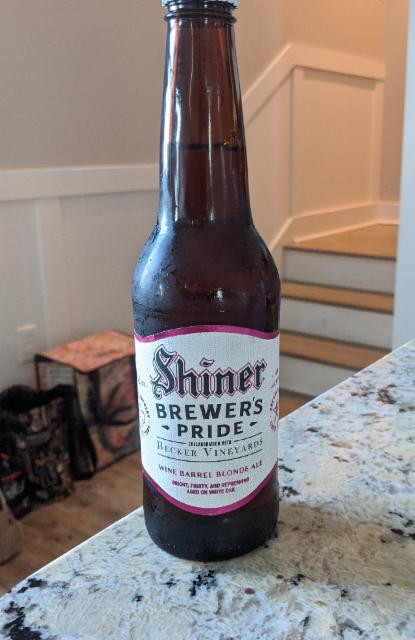 Shiner
BREWER'S
PRIDE
COLLABORATION WITH
BECKER VINEYARDS
WINE BARREL BLONDE ALE
BRIGHT, FRUITY, AND REFRESHING
AGED ON WHITE OAK